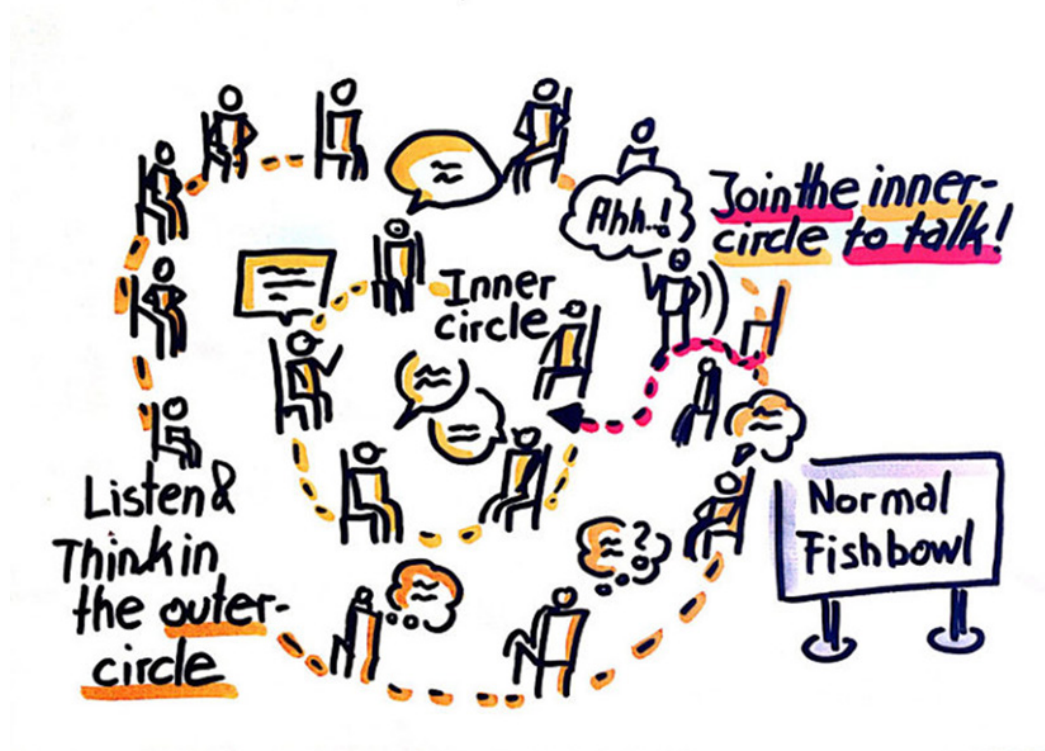 Ahh..!
Join the inner-
circle to talk!
Inner
circle
Listen &
Think in
the outer-
circle
?
Normal
Fishbowl